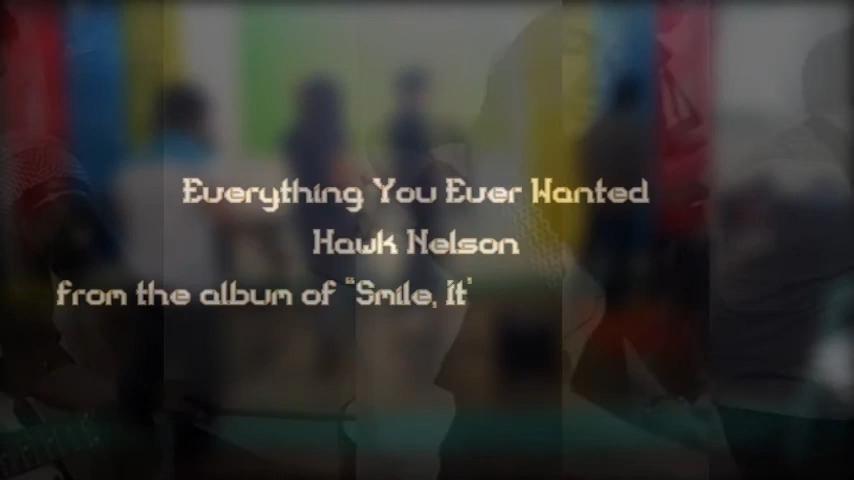 Everything You Ever Wanted
Hawk Nelson
from the album of "Smile, It'